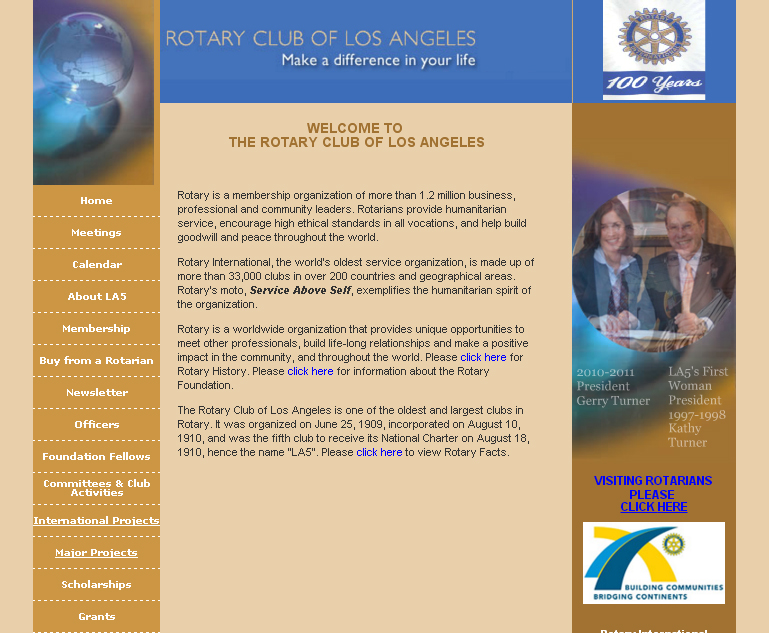 ROTARY CLUB OF LOS ANGELES
Make a difference in your life
ROTARY
INTERNATIONAL
100 Years
Home
Meetings
Calendar
About LA5
Membership
Buy from a Rotarian
Newsletter
Officers
Foundation Fellows
Committees & Club
Activities
International Projects
Major Projects
Scholarships
Grants
WELCOME TO
THE ROTARY CLUB OF LOS ANGELES
Rotary is a membership organization of more than 1.2 million business,
professional and community leaders. Rotarians provide humanitarian
service, encourage high ethical standards in all vocations, and help build
goodwill and peace throughout the world.
Rotary International, the world's oldest service organization, is made up of
more than 33,000 clubs in over 200 countries and geographical areas.
Rotary's moto, Service Above Self, exemplifies the humanitarian spirit of
the organization.
Rotary is a worldwide organization that provides unique opportunities to
meet other professionals, build life-long relationships and make a positive
impact in the community, and throughout the world. Please click here for
Rotary History. Please click here for information about the Rotary
Foundation.
The Rotary Club of Los Angeles is one of the oldest and largest clubs in
Rotary. It was organized on June 25, 1909, incorporated on August 10,
1910, and was the fifth club to receive its National Charter on August 18,
1910, hence the name "LA5". Please click here to view Rotary Facts.
2010-2011
President
Gerry Turner
LA5's First
Woman
President
1997-1998
Kathy
Turner
VISITING ROTARIANS
PLEASE
CLICK HERE
BUILDING COMMUNITIES
BRIDGING CONTINENTS
Rotary International